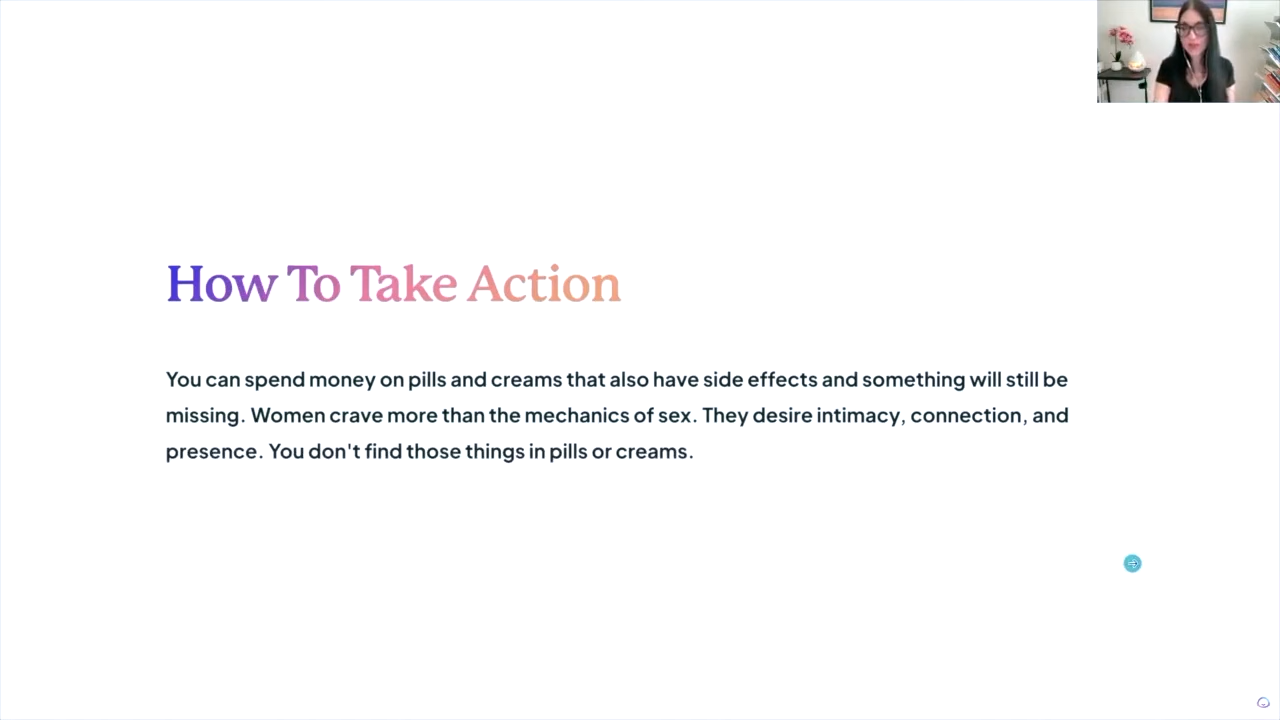 How To Take Action
You can spend money on pills and creams that also have side effects and something will still be
missing. Women crave more than the mechanics of sex. They desire intimacy, connection, and
presence. You don't find those things in pills or creams.